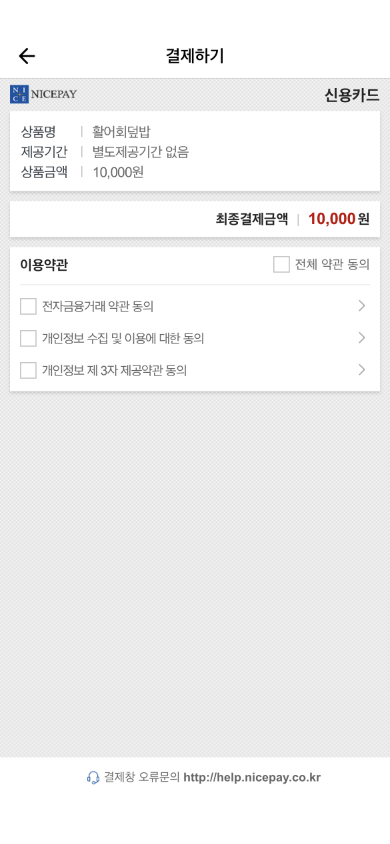 결제하기
NICE NICEPAY 신용카드
상품명 | 활어회덮밥
제공기간 | 별도제공기간 없음
상품금액 | 10,000원
최종결제금액 | 10,000원
이용약관 전체 약관 동의
전자금융거래 약관 동의
개인정보 수집 및 이용에 대한 동의
개인정보 제 3자 제공약관 동의
결제창 오류문의 http://help.nicepay.co.kr